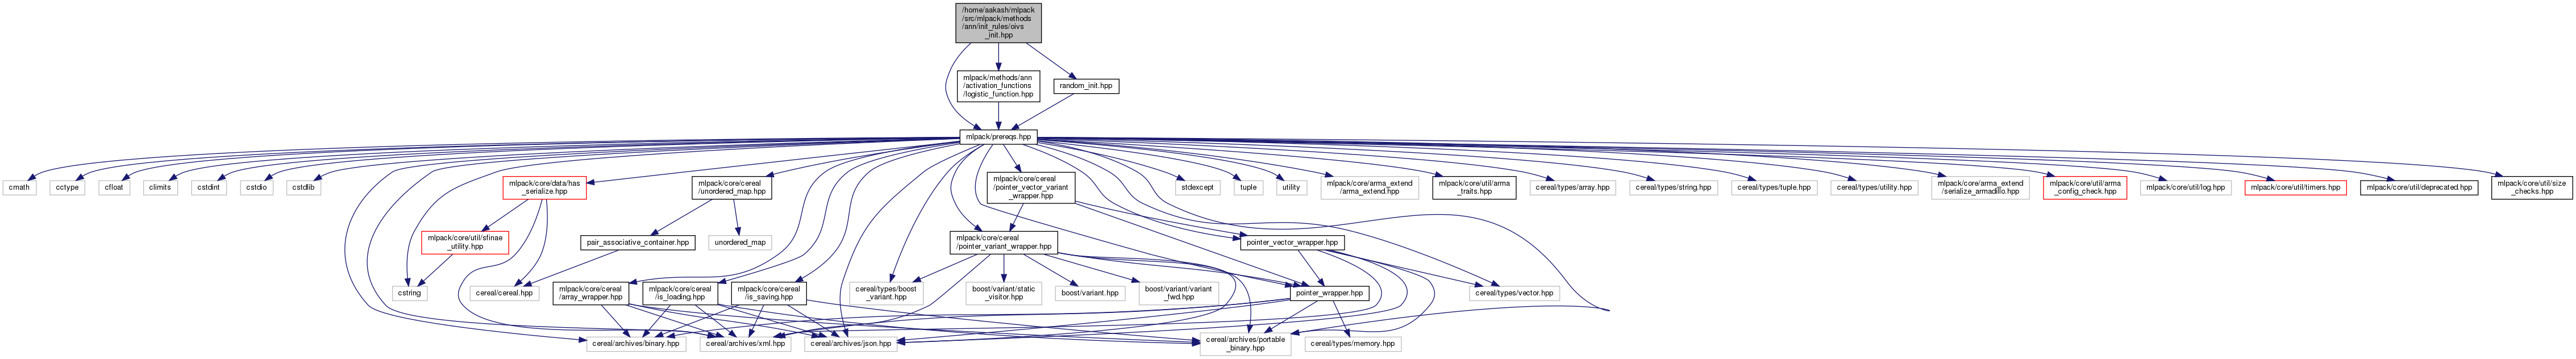 /home/aakash/mlpack
/src/mlpack/methods
/ann/init_rules/oivs
_init.hpp
mlpack/methods/ann
/activation_functions
/logistic_function.hpp
random_init.hpp
mlpack/prereqs.hpp
cmath
cctype
cfloat
climits
cstdint
cstdio
cstdlib
mlpack/core/data/has
_serialize.hpp
mlpack/core/cereal
/unordered_map.hpp
mlpack/core/cereal
/pointer_vector_variant
_wrapper.hpp
stdexcept
tuple
utility
mlpack/core/arma_extend
/arma_extend.hpp
mlpack/core/util/arma
_traits.hpp
cereal/types/array.hpp
cereal/types/string.hpp
cereal/types/tuple.hpp
cereal/types/utility.hpp
mlpack/core/arma_extend
/serialize_armadillo.hpp
mlpack/core/util/arma
_config_check.hpp
mlpack/core/util/log.hpp
mlpack/core/util/timers.hpp
mlpack/core/util/deprecated.hpp
mlpack/core/util/size
_checks.hpp
mlpack/core/util/sfinae
_utility.hpp
pair_associative_container.hpp
unordered_map
mlpack/core/cereal
/pointer_variant_wrapper.hpp
pointer_vector_wrapper.hpp
cstring
cereal/cereal.hpp
mlpack/core/cereal
/array_wrapper.hpp
mlpack/core/cereal
/is_loading.hpp
mlpack/core/cereal
/is_saving.hpp
cereal/types/boost
_variant.hpp
boost/variant/static
_visitor.hpp
boost/variant.hpp
boost/variant/variant
_fwd.hpp
pointer_wrapper.hpp
cereal/types/vector.hpp
cereal/archives/binary.hpp
cereal/archives/xml.hpp
cereal/archives/json.hpp
cereal/archives/portable
_binary.hpp
cereal/types/memory.hpp